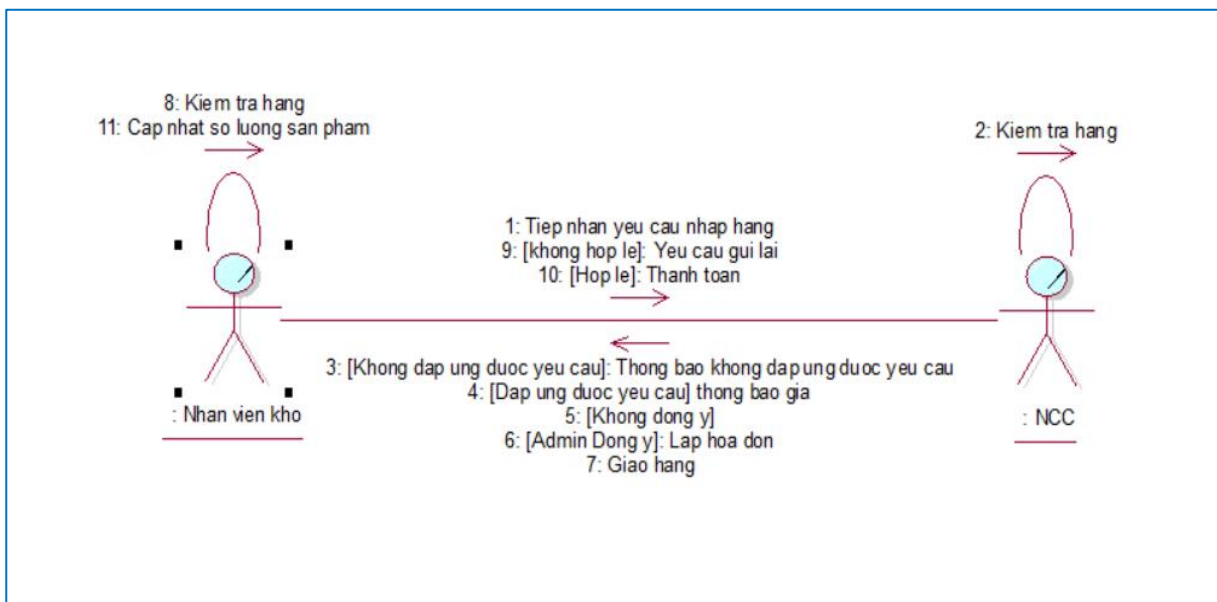 8: Kiem tra hang
11: Cap nhat so luong san pham
2: Kiem tra hang
1: Tiep nhan yeu cau nhap hang
9: [khong hop le]: Yeu cau gui lai
10: [Hop le]: Thanh toan
3: [Khong dap ung duoc yeu cau]: Thong bao khong dap ung duoc yeu cau
4: [Dap ung duoc yeu cau] thong bao gia
5: [Khong dong y]
6: [Admin Dong y]: Lap hoa don
7: Giao hang
: Nhan vien kho
: NCC